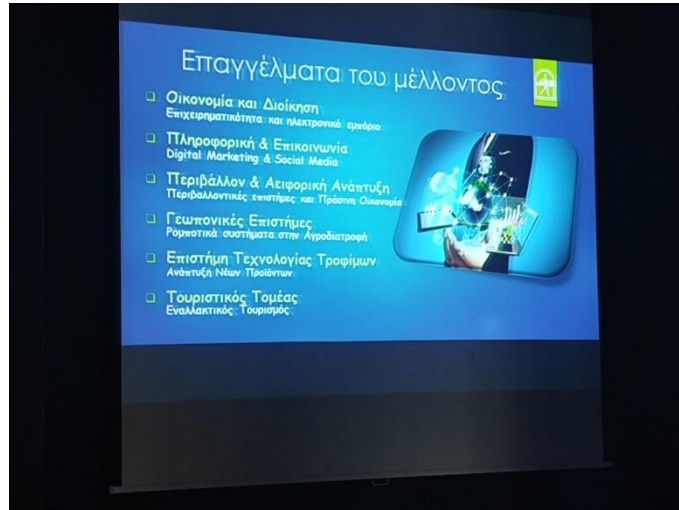 Επαγγέλματα του μέλλοντος
Οικονομία και Διοίκηση
Επιχειρηματικότητα και ηλεκτρονικό εμπόριο
Πληροφορική & Επικοινωνία
Digital Marketing & Social Media
Περιβάλλον & Αειφορική Ανάπτυξη
Περιβαλλοντικές επιστήμες και Πράσινη Οικονομία
Γεωπονικές Επιστήμες
Ρομποτικά συστήματα στην Αγροδιατροφή
Επιστήμη Τεχνολογίας Τροφίμων
Ανάπτυξη Νέων Προϊόντων
Τουριστικός Τομέας
Εναλλακτικός Τουρισμός